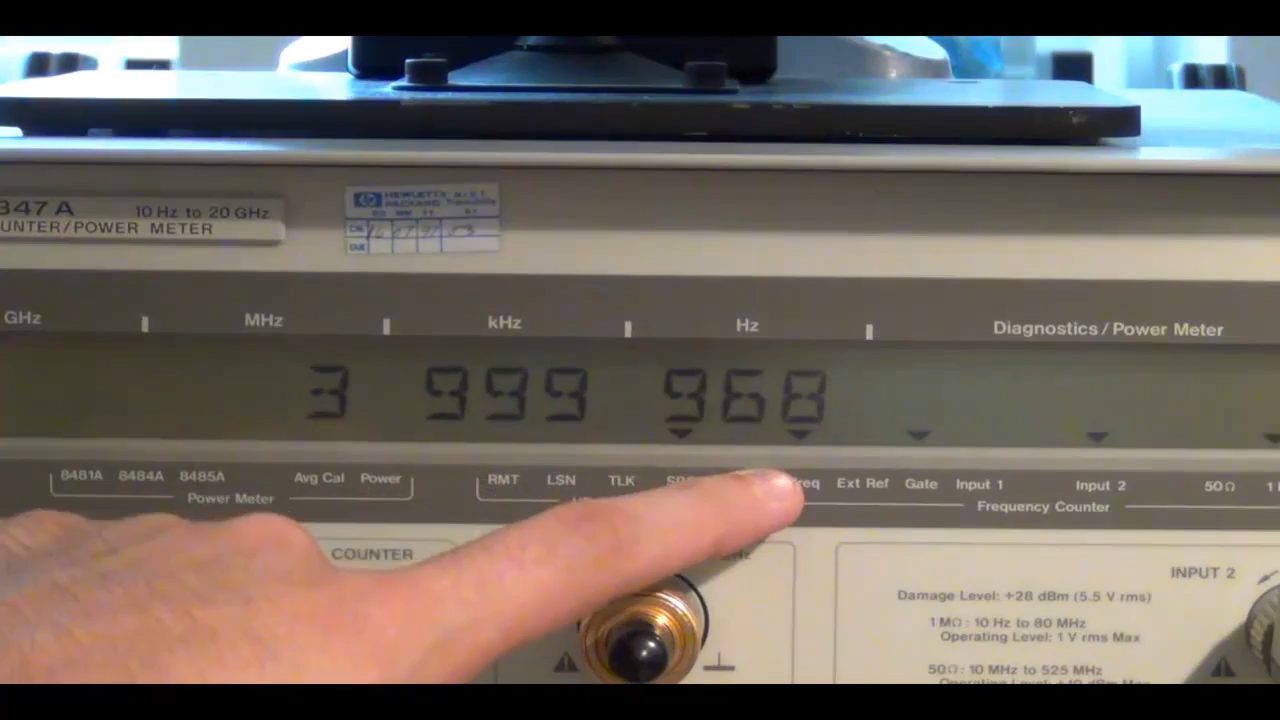 347A 10 Hz to 20 GHz
UNTER/POWER METER
hp HEWLETT
PACKARD
GHz MHz kHz Hz Diagnostics/Power Meter
3 999 968
8481A 8484A 8485A Avg Cal Power RMT LSN TLK Ext Ref Gate Input 1 Input 2 50Ω
Power Meter Frequency Counter
COUNTER
INPUT 2
Damage Level: +28 dBm (5.5 V rms)
1 MΩ: 10 Hz to 80 MHz
Operating Level: 1 V rms Max
50Ω: 10 MHz to 525 MHz